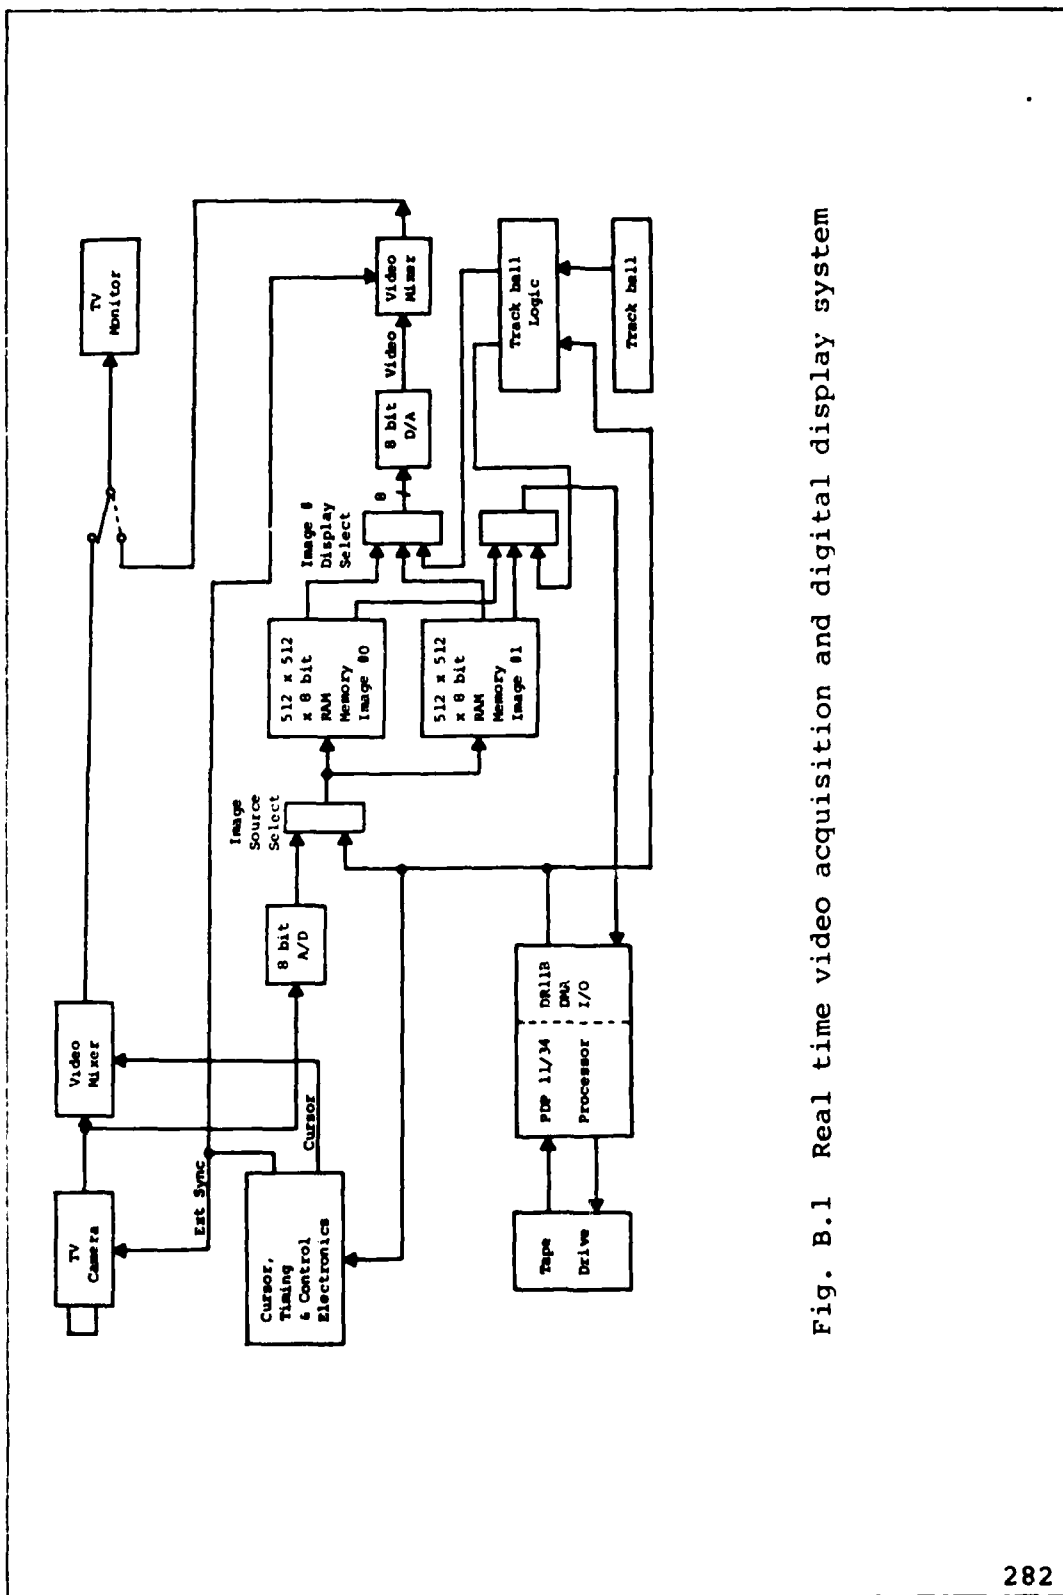 TV
Camera
Video
Mixer
TV
Monitor
Ext Sync
Cursor
Cursor,
Timing
& Control
Electronics
8 bit
A/D
Image
Source
Select
512 x 512
x 8 bit
RAM
Memory
Image #0
512 x 512
x 8 bit
RAM
Memory
Image #1
Image &
Display
Select
8
8 bit
D/A
Video
Video
Mixer
Tape
Drive
PDP 11/34
Processor
DR11B
DMA
I/O
Track ball
Logic
Track ball
Fig. B.1 Real time video acquisition and digital display system
282